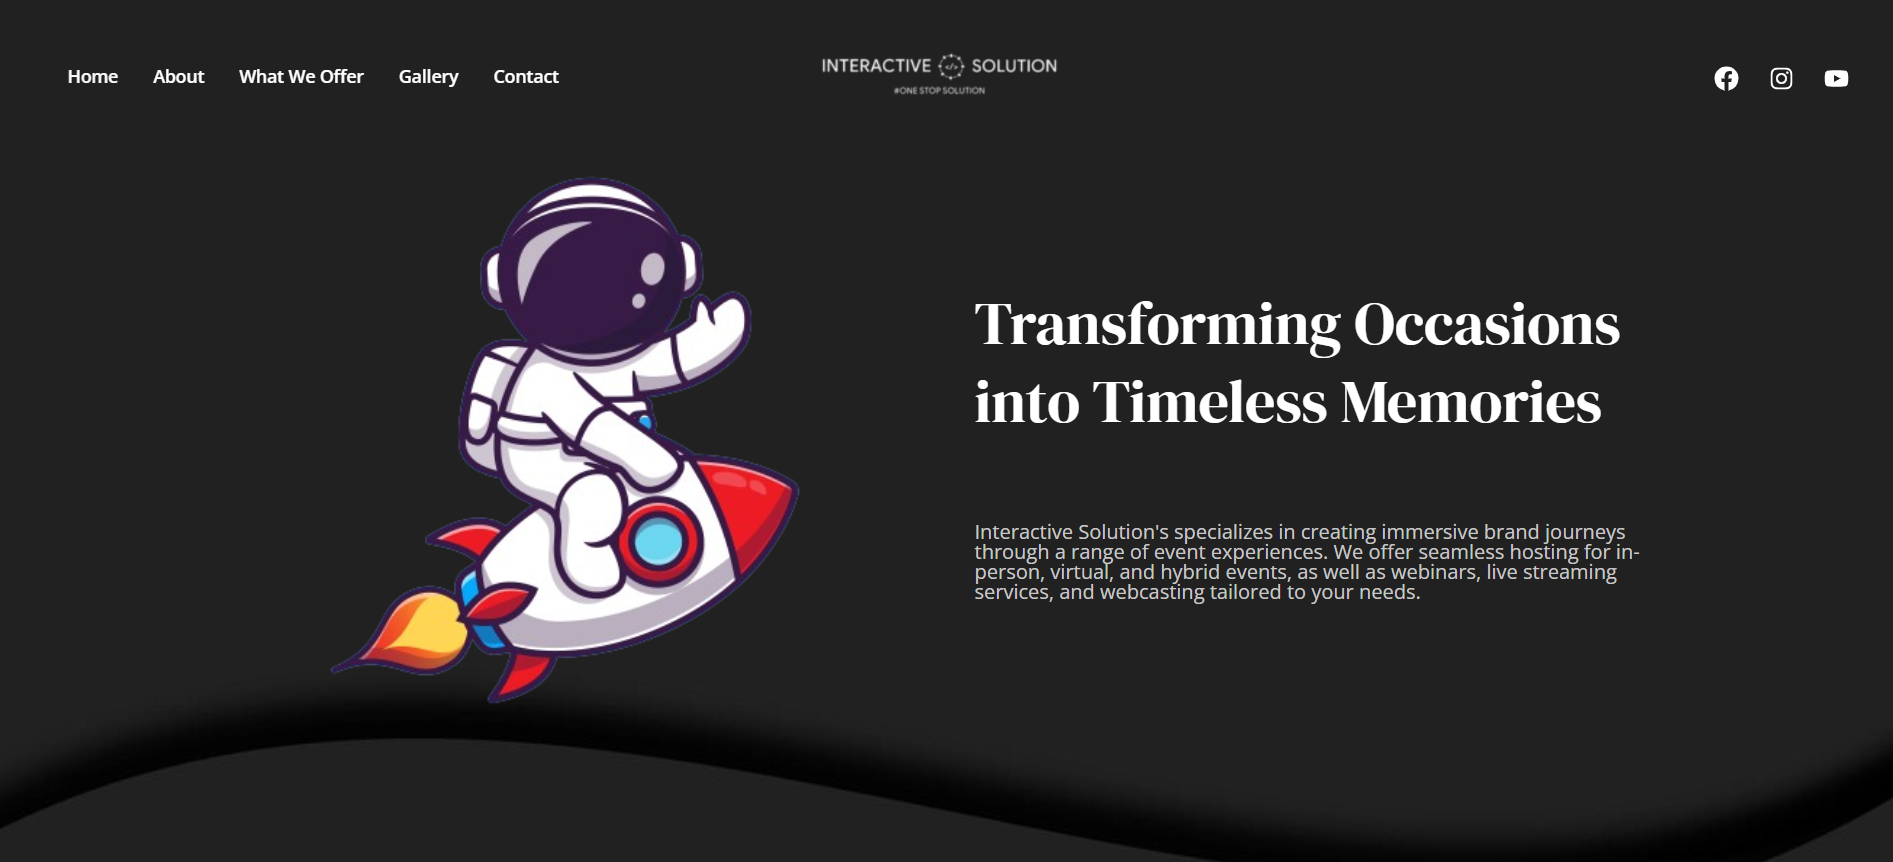 Home About What We Offer Gallery Contact
INTERACTIVE </> SOLUTION
#ONE STOP SOLUTION
Transforming Occasions
into Timeless Memories
Interactive Solution's specializes in creating immersive brand journeys
through a range of event experiences. We offer seamless hosting for in-
person, virtual, and hybrid events, as well as webinars, live streaming
services, and webcasting tailored to your needs.